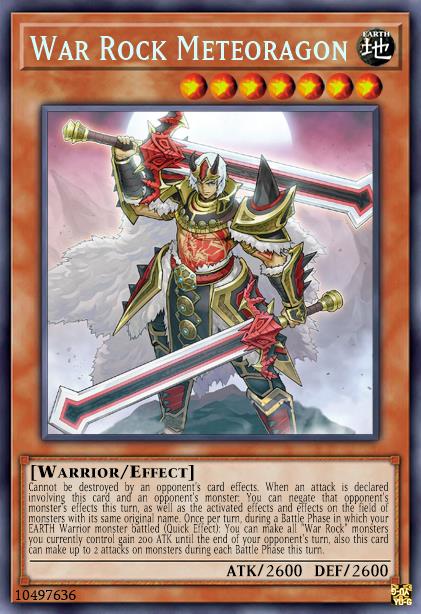 War Rock Meteoragon
EARTH
地
[Warrior/Effect]
Cannot be destroyed by an opponent's card effects. When an attack is declared
involving this card and an opponent's monster: You can negate that opponent's
monster's effects this turn, as well as the activated effects and effects on the field
of monsters with its same original name. Once per turn, during a Battle Phase in which your
EARTH Warrior monster battled (Quick Effect): You can make all "War Rock" monsters
you currently control gain 200 ATK until the end of your opponent's turn, also this card
can make up to 2 attacks on monsters during each Battle Phase this turn.
ATK/2600 DEF/2600
10497636